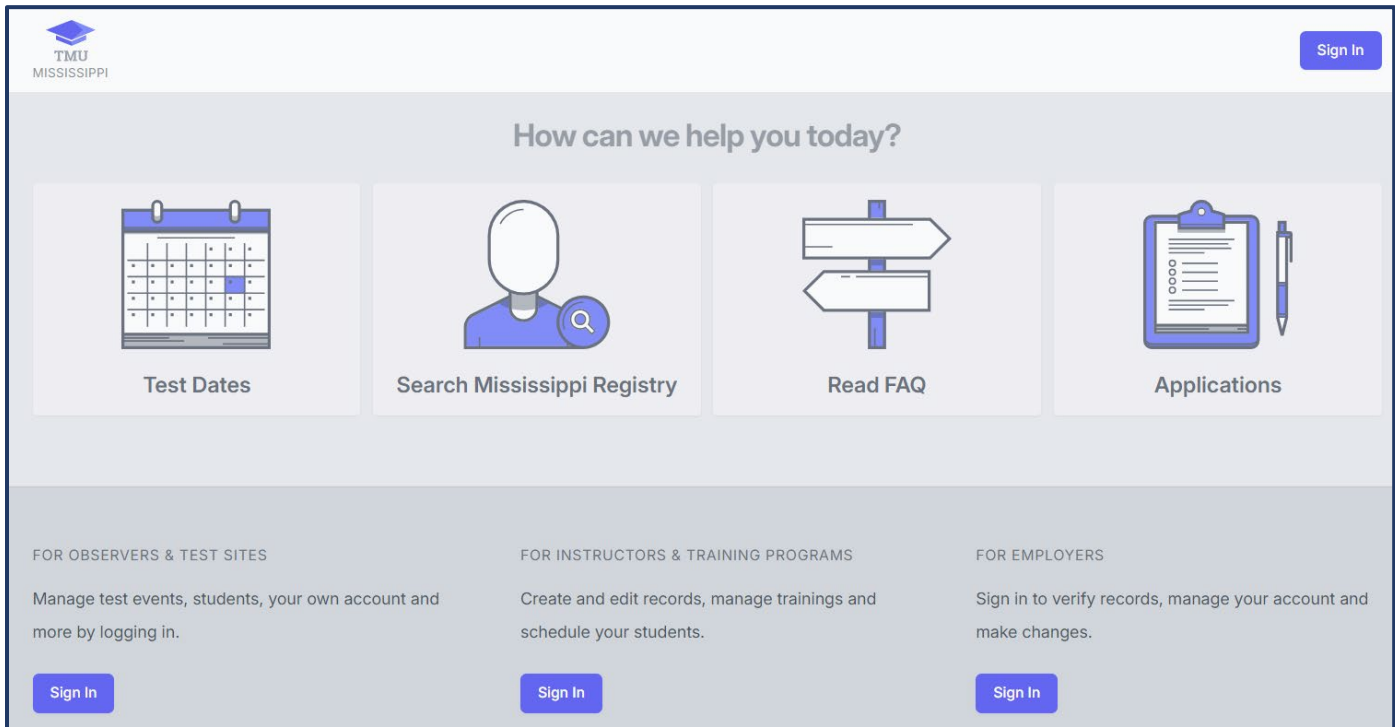 TMU
MISSISSIPPI
Sign In
How can we help you today?
Test Dates
Search Mississippi Registry
Read FAQ
Applications
FOR OBSERVERS & TEST SITES
Manage test events, students, your own account and
more by logging in.
Sign In
FOR INSTRUCTORS & TRAINING PROGRAMS
Create and edit records, manage trainings and
schedule your students.
Sign In
FOR EMPLOYERS
Sign in to verify records, manage your account and
make changes.
Sign In